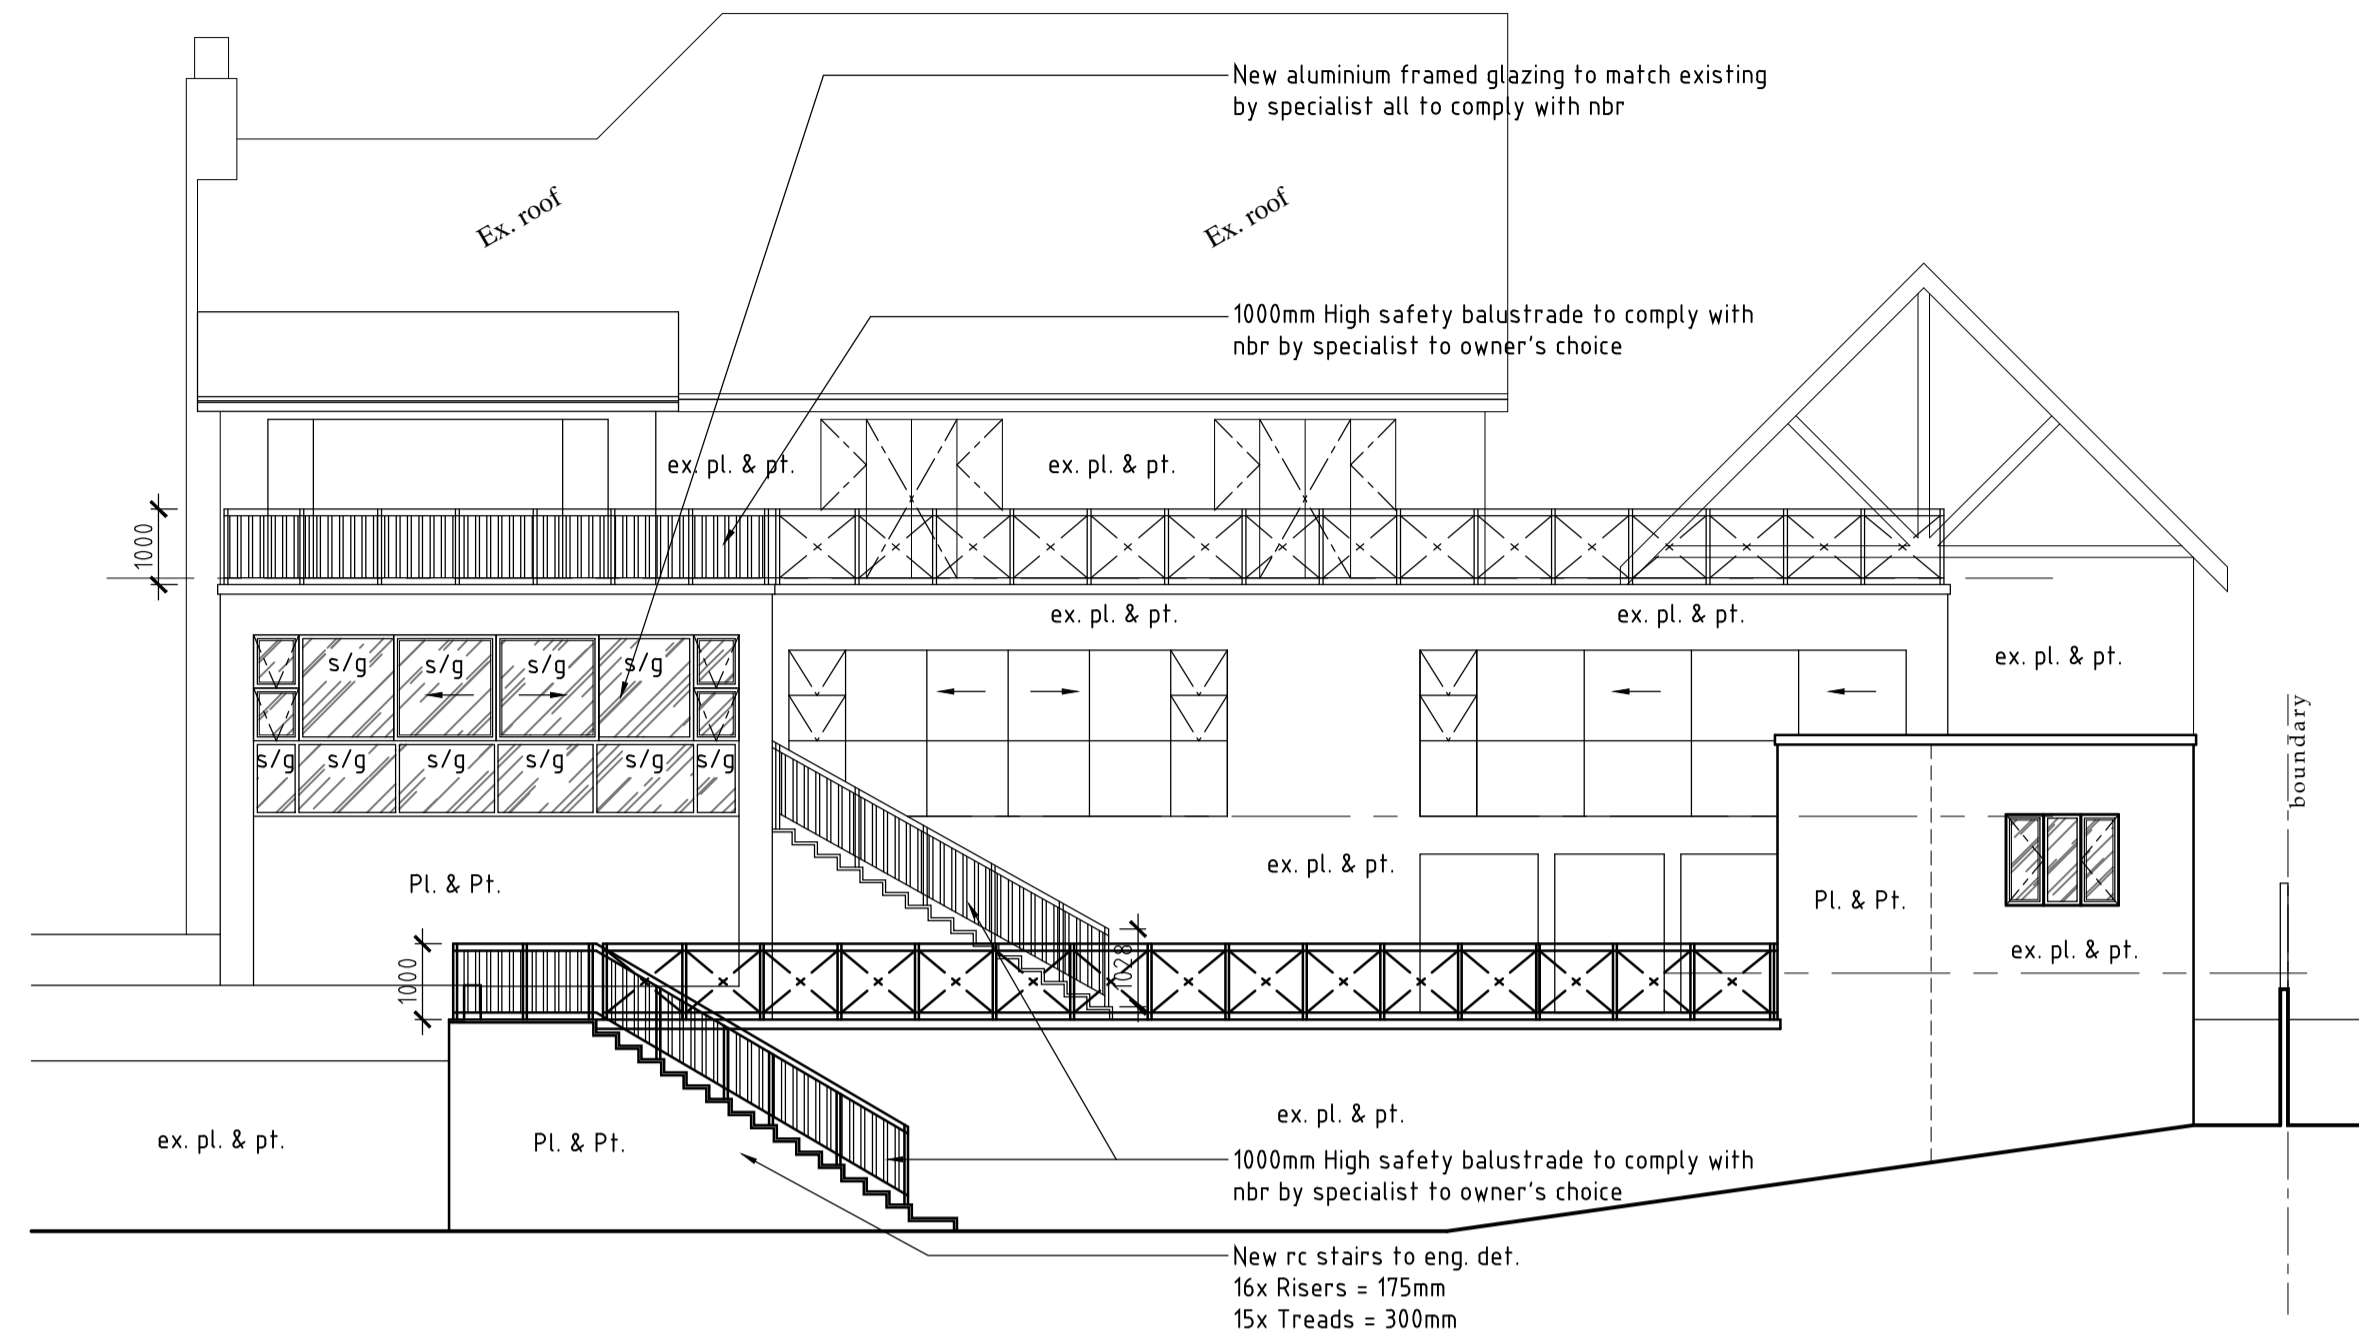 New aluminium framed glazing to match existing
by specialist all to comply with nbr
Ex. roof
Ex. roof
1000mm High safety balustrade to comply with
nbr by specialist to owner's choice
ex. pl. & pt.
ex. pl. & pt.
1000
ex. pl. & pt.
ex. pl. & pt.
ex. pl. & pt.
s/g
s/g
s/g
s/g
boundary
s/g
s/g
s/g
s/g
s/g
s/g
Pl. & Pt.
ex. pl. & pt.
Pl. & Pt.
ex. pl. & pt.
1000
1028
ex. pl. & pt.
ex. pl. & pt.
Pl. & Pt.
1000mm High safety balustrade to comply with
nbr by specialist to owner's choice
New rc stairs to eng. det.
16x Risers = 175mm
15x Treads = 300mm